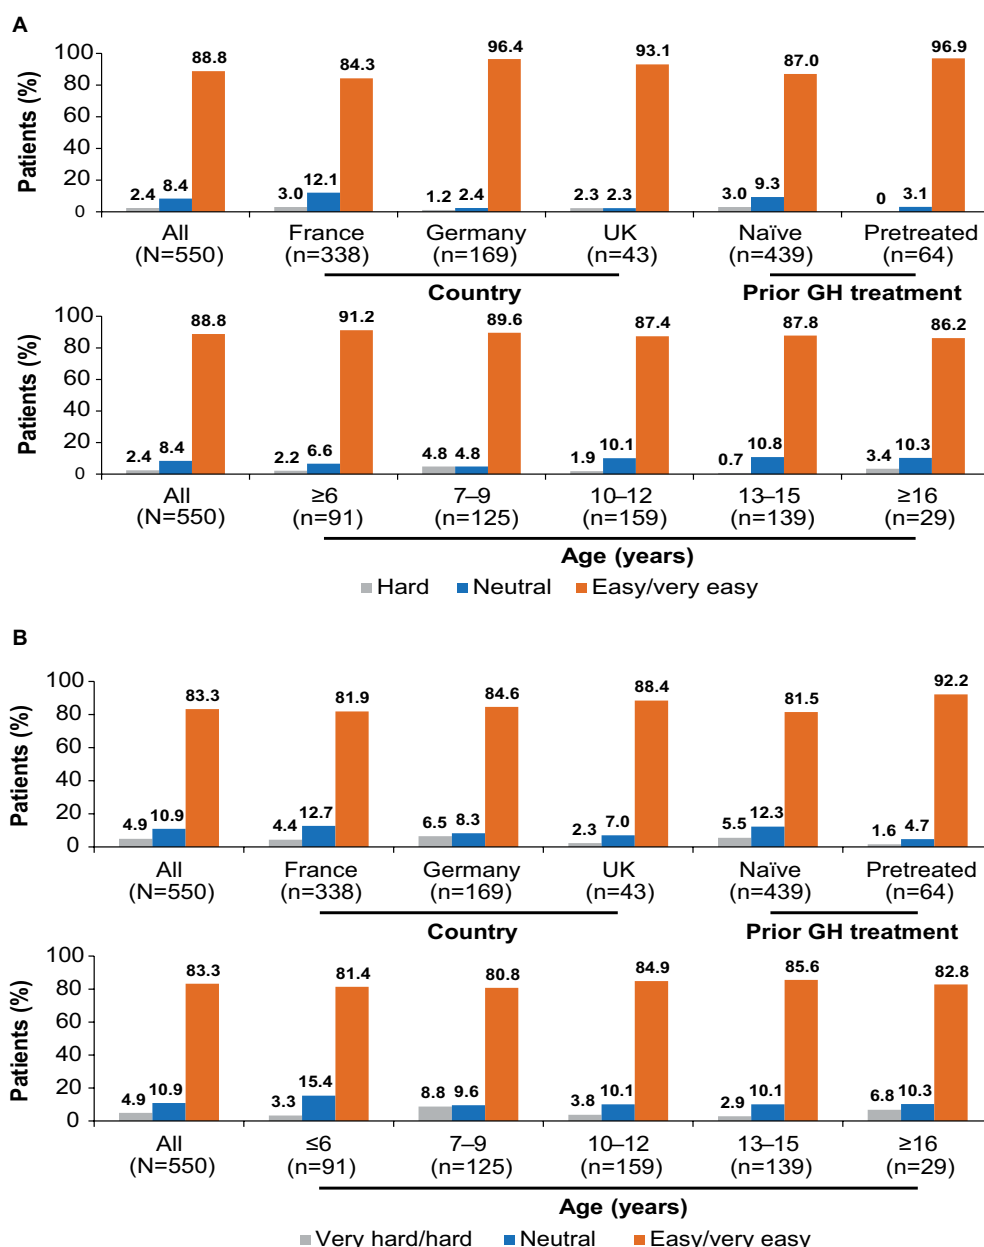 A
Patients (%)
100
80
60
40
20
0
2.4 8.4 88.8
3.0 12.1 84.3
1.2 2.4 96.4
2.3 2.3 93.1
3.0 9.3 87.0
0 3.1 96.9
All France Germany UK Naïve Pretreated
(N=550) (n=338) (n=169) (n=43) (n=439) (n=64)
Country Prior GH treatment
Patients (%)
100
80
60
40
20
0
2.4 8.4 88.8
2.2 6.6 91.2
4.8 4.8 89.6
1.9 10.1 87.4
0.7 10.8 87.8
3.4 10.3 86.2
All ≥6 7–9 10–12 13–15 ≥16
(N=550) (n=91) (n=125) (n=159) (n=139) (n=29)
Age (years)
Hard Neutral Easy/very easy
B
Patients (%)
100
80
60
40
20
0
4.9 10.9 83.3
4.4 12.7 81.9
6.5 8.3 84.6
2.3 7.0 88.4
5.5 12.3 81.5
1.6 4.7 92.2
All France Germany UK Naïve Pretreated
(N=550) (n=338) (n=169) (n=43) (n=439) (n=64)
Country Prior GH treatment
Patients (%)
100
80
60
40
20
0
4.9 10.9 83.3
3.3 15.4 81.4
8.8 9.6 80.8
3.8 10.1 84.9
2.9 10.1 85.6
6.8 10.3 82.8
All ≤6 7–9 10–12 13–15 ≥16
(N=550) (n=91) (n=125) (n=159) (n=139) (n=29)
Age (years)
Very hard/hard Neutral Easy/very easy